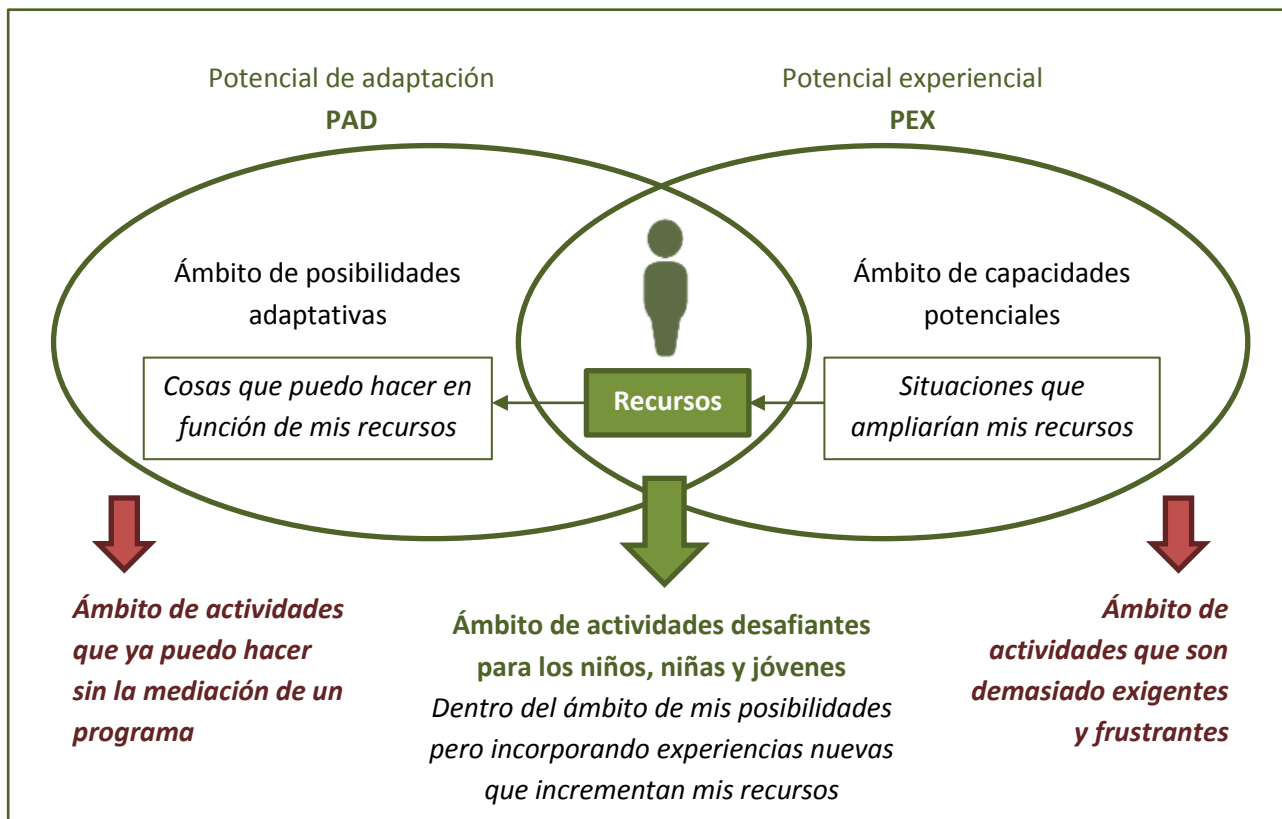 Potencial de adaptación
PAD
Potencial experiencial
PEX
Ámbito de posibilidades
adaptativas
Cosas que puedo hacer en
función de mis recursos
Recursos
Ámbito de capacidades
potenciales
Situaciones que
ampliarían mis recursos
Ámbito de actividades
que ya puedo hacer
sin la mediación de un
programa
Ámbito de actividades desafiantes
para los niños, niñas y jóvenes
Dentro del ámbito de mis posibilidades
pero incorporando experiencias nuevas
que incrementan mis recursos
Ámbito de
actividades que son
demasiado exigentes
y frustrantes